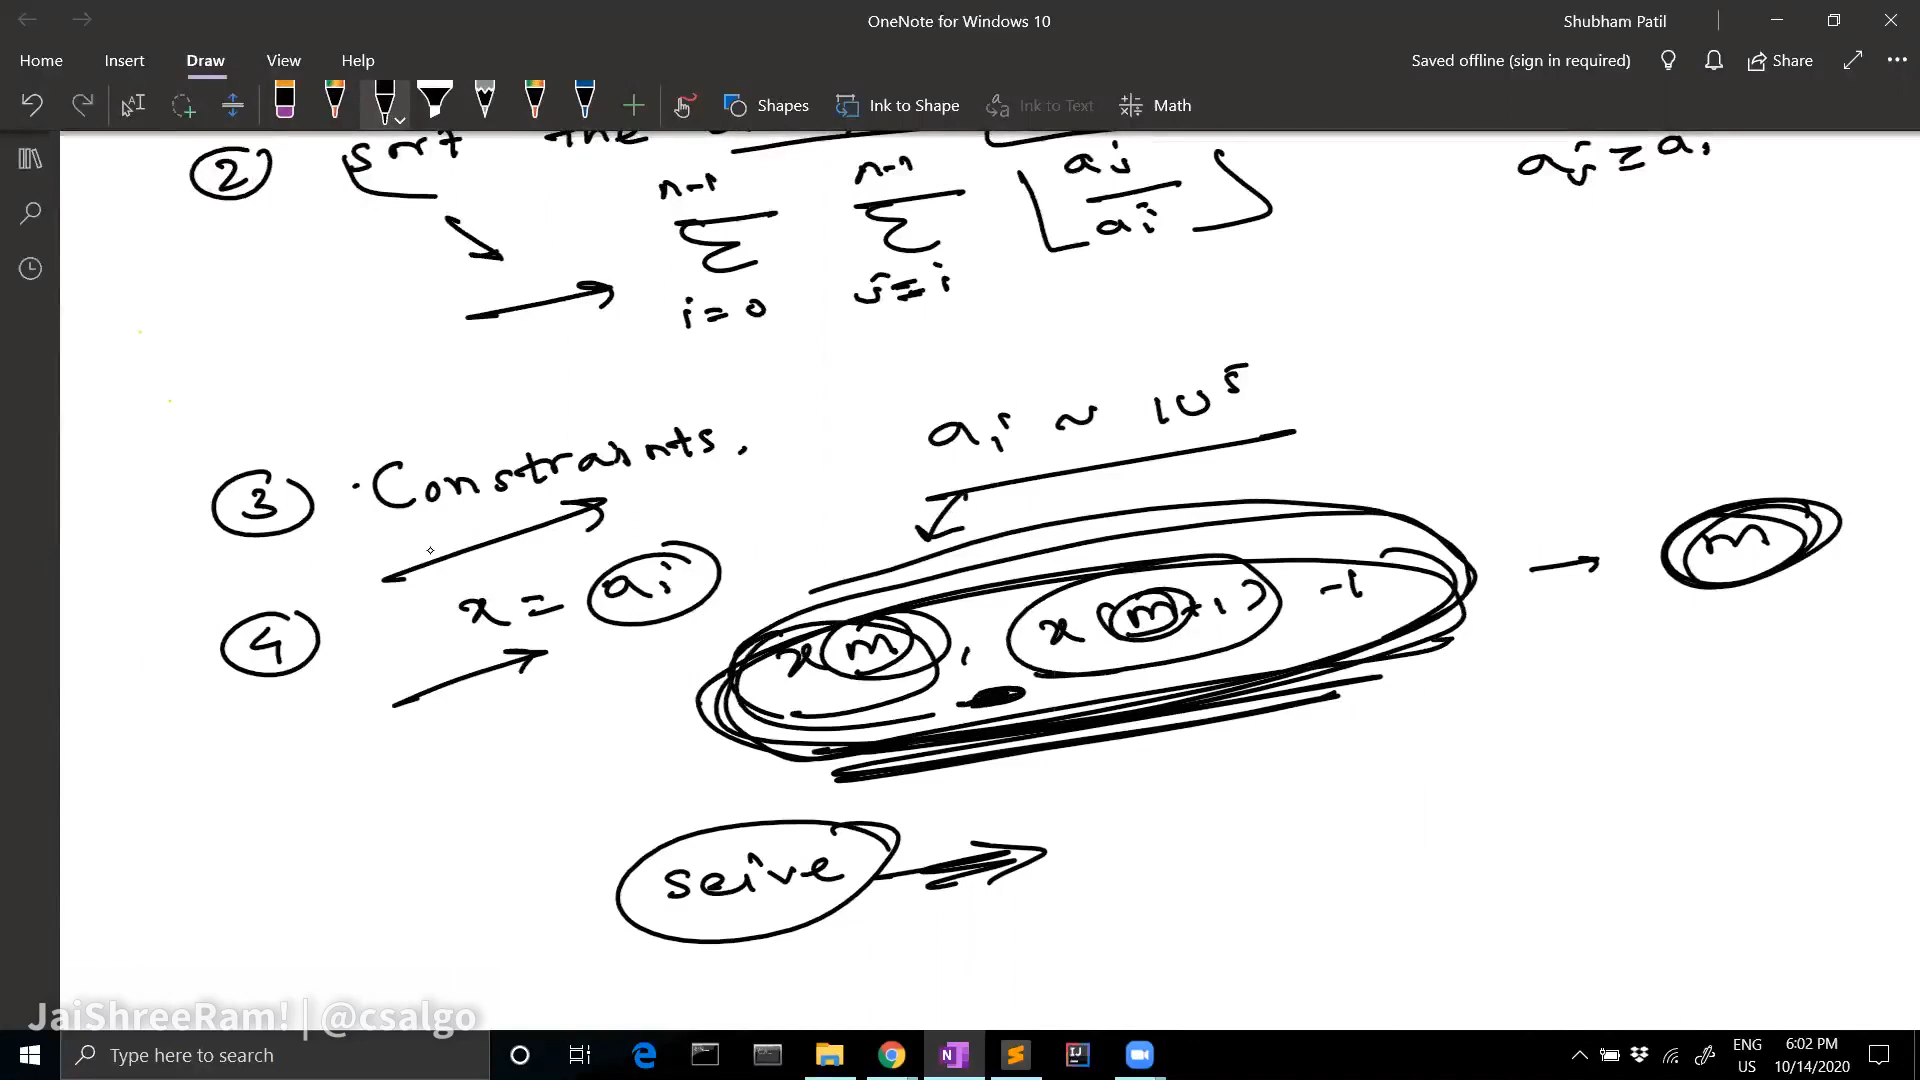 OneNote for Windows 10
Shubham Patil
Home Insert Draw View Help
Saved offline (sign in required) Share
Shapes Ink to Shape Ink to Text Math
② sort the
n-1 n-1 aj
Σ Σ ai
i=0 j=i
aj ≥ ai
③ . Constraints.
ai ~ 10^5
④ x = ai
xm , x(m+1) -1 → m
seive
JaiShreeRam! | @csalgo
Type here to search
ENG
US
6:02 PM
10/14/2020